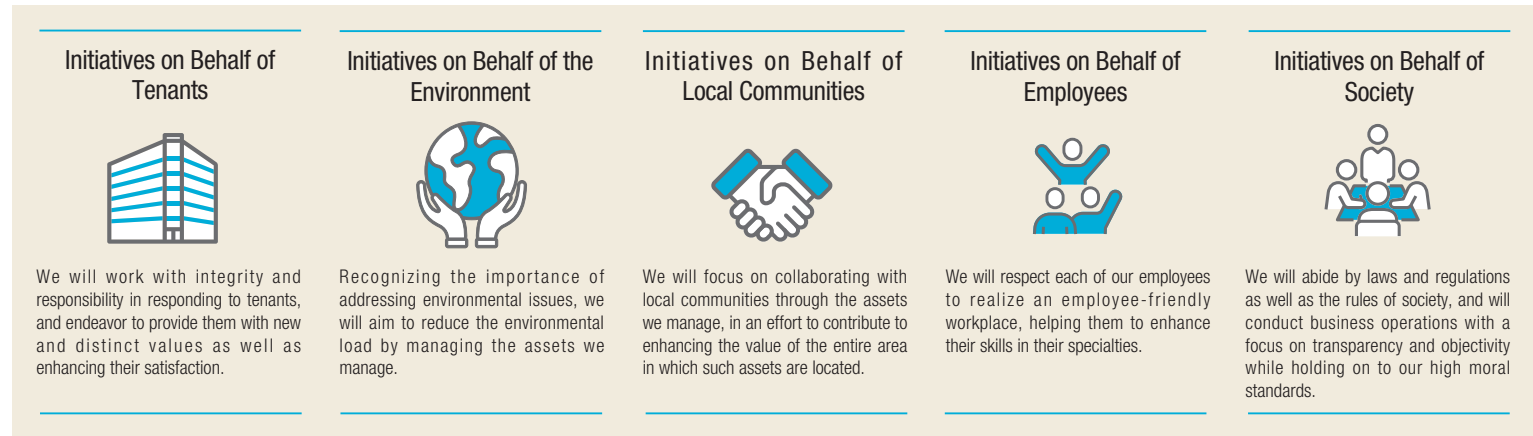 Initiatives on Behalf of
Tenants
We will work with integrity and
responsibility in responding to tenants,
and endeavor to provide them with new
and distinct values as well as
enhancing their satisfaction.
Initiatives on Behalf of the
Environment
Recognizing the importance of
addressing environmental issues, we
will aim to reduce the environmental
load by managing the assets we
manage.
Initiatives on Behalf of
Local Communities
We will focus on collaborating with
local communities through the assets
we manage, in an effort to contribute to
enhancing the value of the entire area
in which such assets are located.
Initiatives on Behalf of
Employees
We will respect each of our employees
to realize an employee-friendly
workplace, helping them to enhance
their skills in their specialties.
Initiatives on Behalf of
Society
We will abide by laws and regulations
as well as the rules of society, and will
conduct business operations with a
focus on transparency and objectivity
while holding on to our high moral
standards.